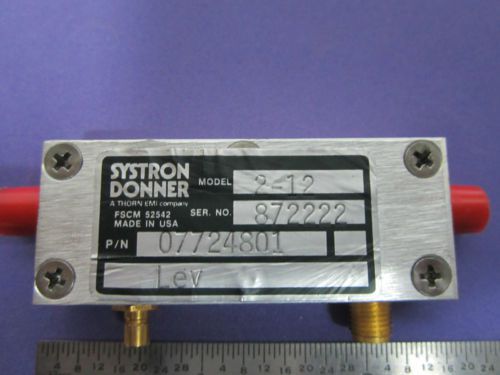 SYSTRON
DONNER
A THORN EMI company
FSCM 52542
MADE IN USA
MODEL 2-12
SER. NO. 872222
P/N 07724801
Lev